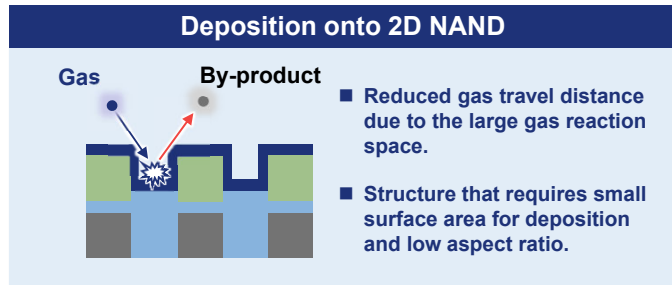 Deposition onto 2D NAND
Gas
By-product
■ Reduced gas travel distance
due to the large gas reaction
space.
■ Structure that requires small
surface area for deposition
and low aspect ratio.